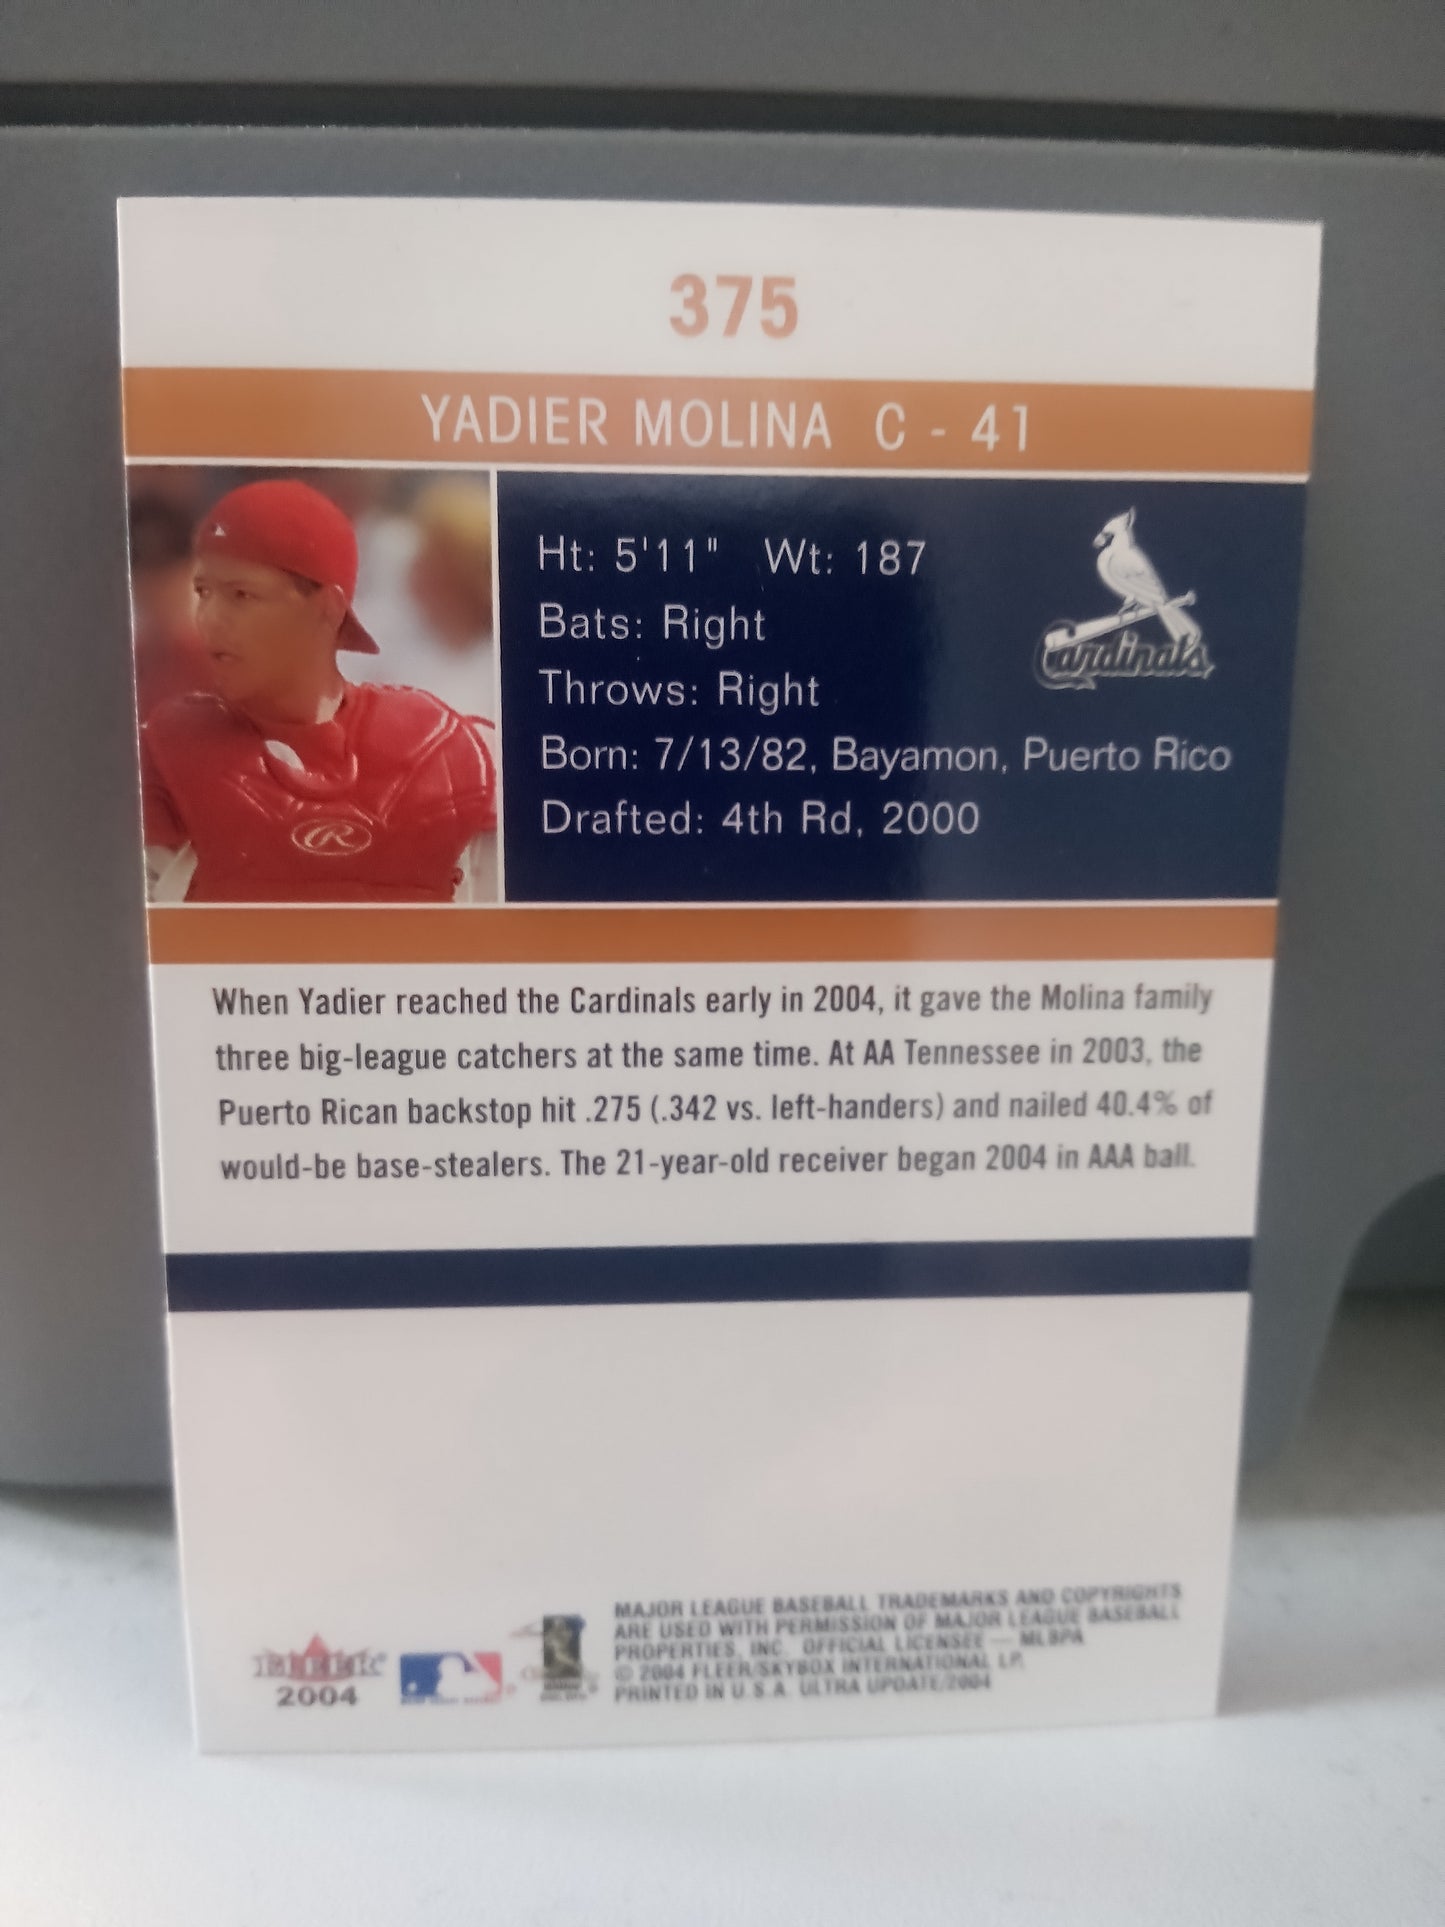 375
YADIER MOLINA C - 41
Ht: 5'11" Wt: 187
Bats: Right
Throws: Right
Born: 7/13/82, Bayamon, Puerto Rico
Drafted: 4th Rd, 2000
Cardinals
R
When Yadier reached the Cardinals early in 2004, it gave the Molina family
three big-league catchers at the same time. At AA Tennessee in 2003, the
Puerto Rican backstop hit .275 (.342 vs. left-handers) and nailed 40.4% of
would-be base-stealers. The 21-year-old receiver began 2004 in AAA ball.
FLEER
2004
MAJOR LEAGUE BASEBALL TRADEMARKS AND COPYRIGHTS
ARE USED WITH PERMISSION OF MAJOR LEAGUE BASEBALL
PROPERTIES, INC. OFFICIAL LICENSEE — MLBPA
© 2004 FLEER/SKYBOX INTERNATIONAL LP.
PRINTED IN U.S.A. ULTRA UPDATE/2004